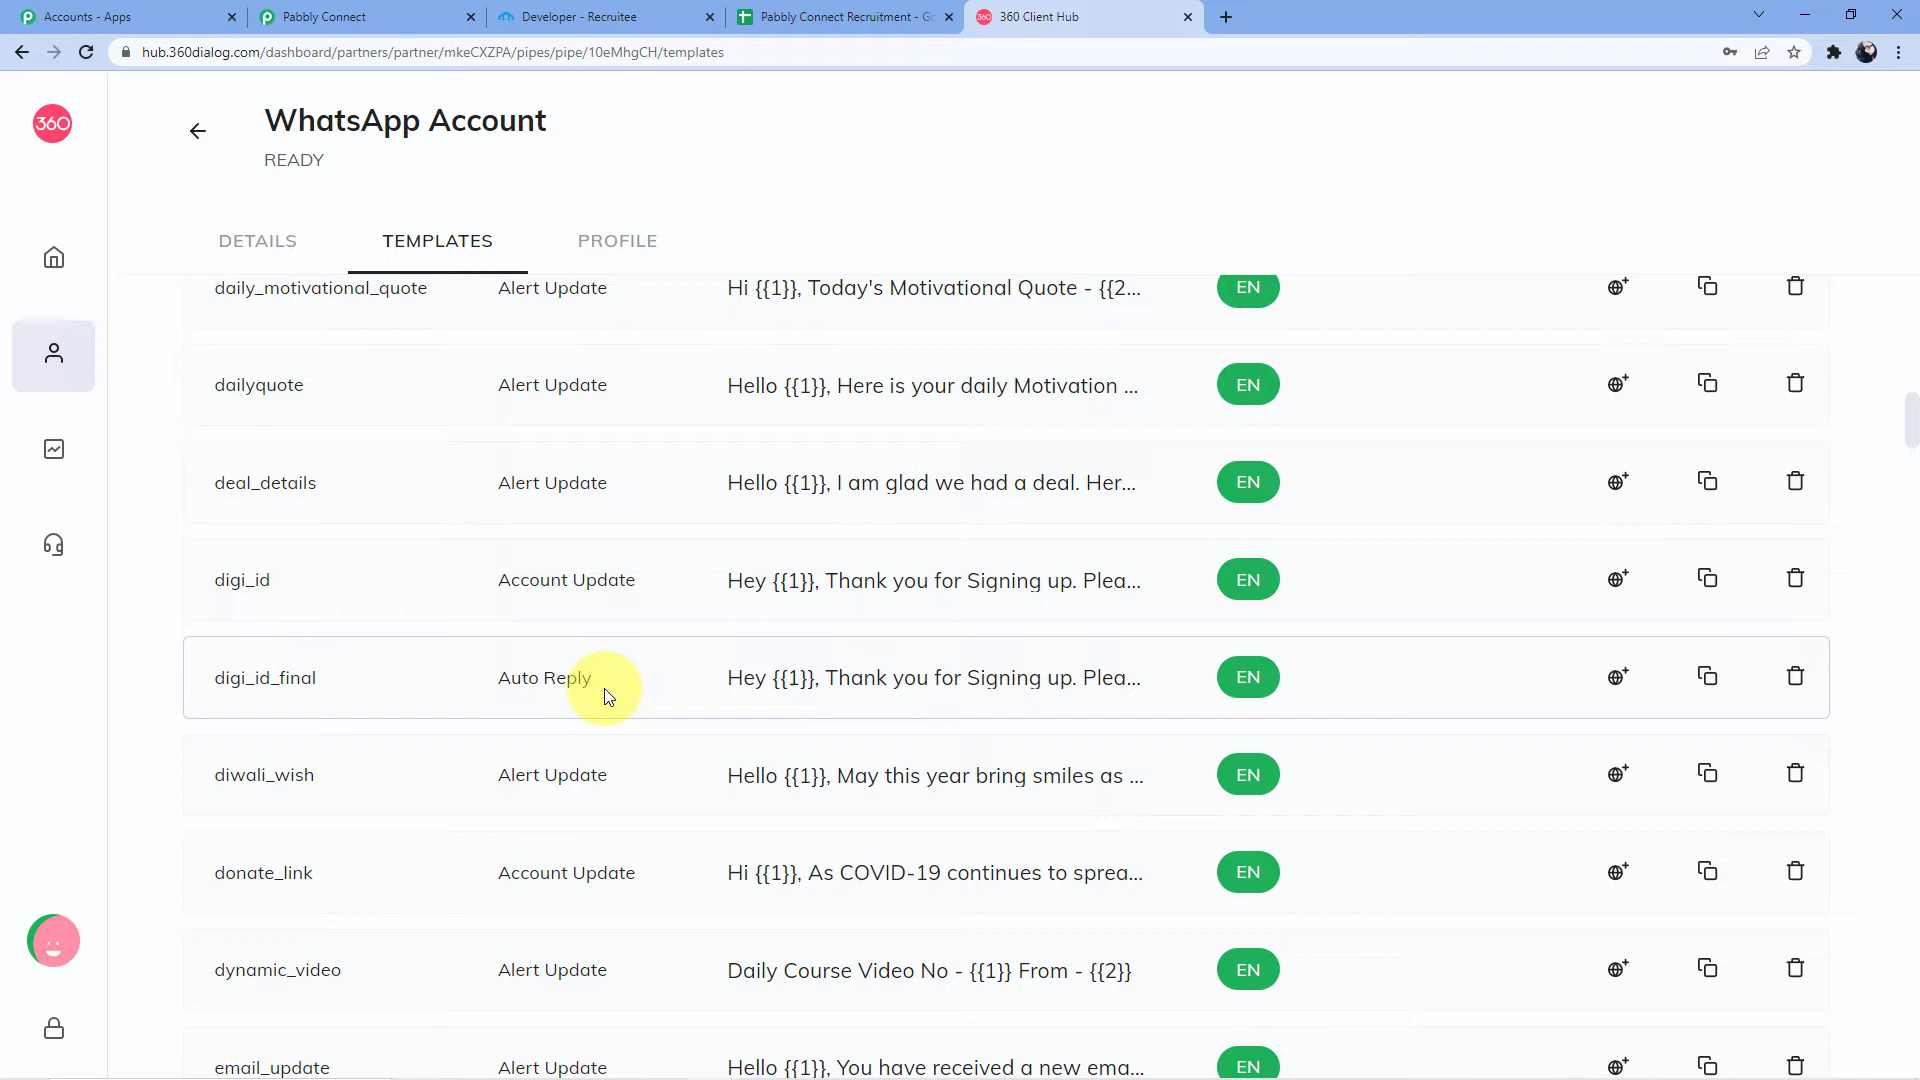 Accounts - Apps
Pabbly Connect
Developer - Recruitee
Pabbly Connect Recruitment - Go
360 Client Hub
hub.360dialog.com/dashboard/partners/partner/mkeCXZPA/pipes/pipe/10eMhgCH/templates
360
WhatsApp Account
READY
DETAILS
TEMPLATES
PROFILE
daily_motivational_quote Alert Update Hi {{1}}, Today's Motivational Quote - {{2... EN
dailyquote Alert Update Hello {{1}}, Here is your daily Motivation ... EN
deal_details Alert Update Hello {{1}}, I am glad we had a deal. Her... EN
digi_id Account Update Hey {{1}}, Thank you for Signing up. Plea... EN
digi_id_final Auto Reply Hey {{1}}, Thank you for Signing up. Plea... EN
diwali_wish Alert Update Hello {{1}}, May this year bring smiles as ... EN
donate_link Account Update Hi {{1}}, As COVID-19 continues to sprea... EN
dynamic_video Alert Update Daily Course Video No - {{1}} From - {{2}} EN
email_update Alert Update Hello {{1}}, You have received a new ema... EN